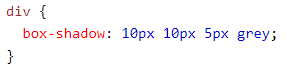 div {
  box-shadow: 10px 10px 5px grey;
}